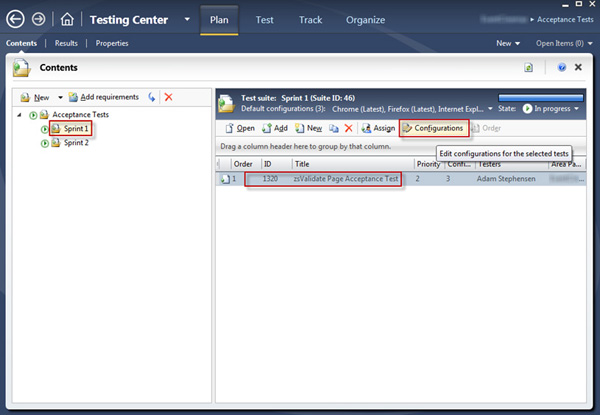 Testing Center
Plan
Test
Track
Organize
Acceptance Tests
Contents
Results
Properties
New
Open Items (0)
Contents
New
Add requirements
Acceptance Tests
Sprint 1
Sprint 2
Test suite: Sprint 1 (Suite ID: 46)
Default configurations (3): Chrome (Latest), Firefox (Latest), Internet Expl...
State: In progress
Open Add New Assign Configurations Order
Edit configurations for the selected tests
Drag a column header here to group by that column.
Order ID Title Priority Confi... Testers Area Pa...
1 1320 zsValidate Page Acceptance Test 2 3 Adam Stephensen